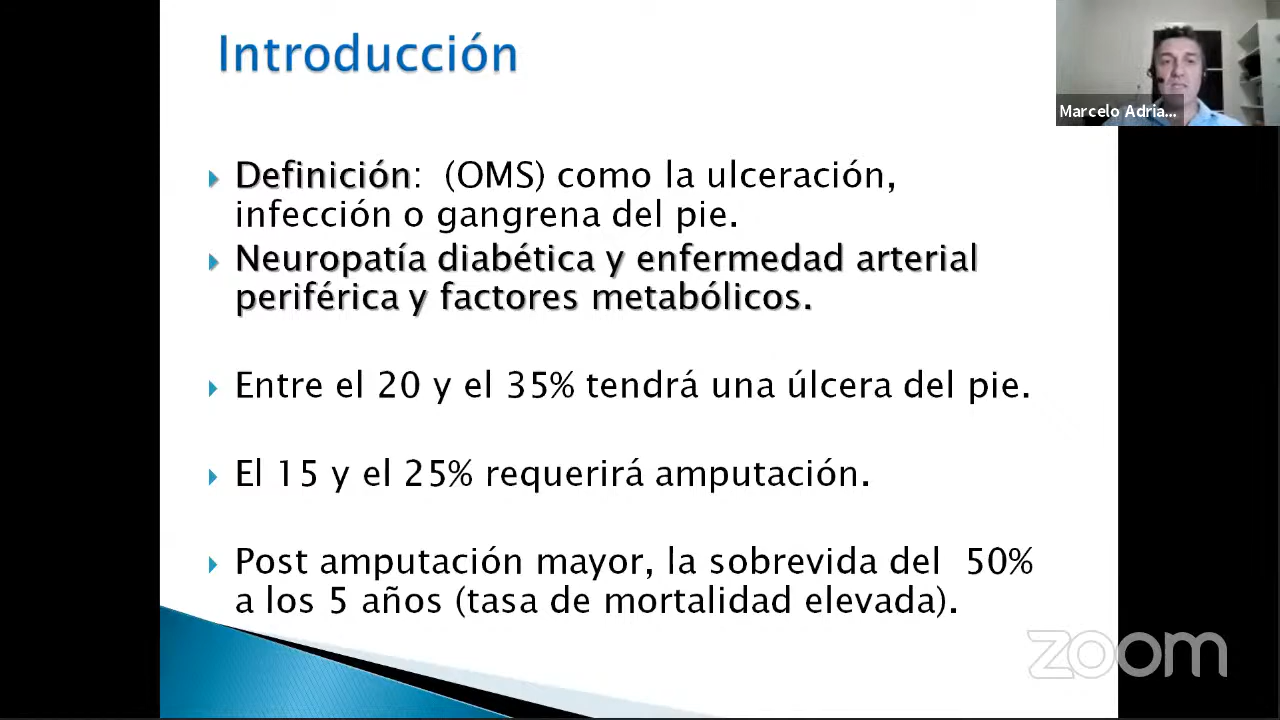 Introducción
Marcelo Adria...
Definición: (OMS) como la ulceración,
infección o gangrena del pie.
Neuropatía diabética y enfermedad arterial
periférica y factores metabólicos.
Entre el 20 y el 35% tendrá una úlcera del pie.
El 15 y el 25% requerirá amputación.
Post amputación mayor, la sobrevida del 50%
a los 5 años (tasa de mortalidad elevada).
zoom